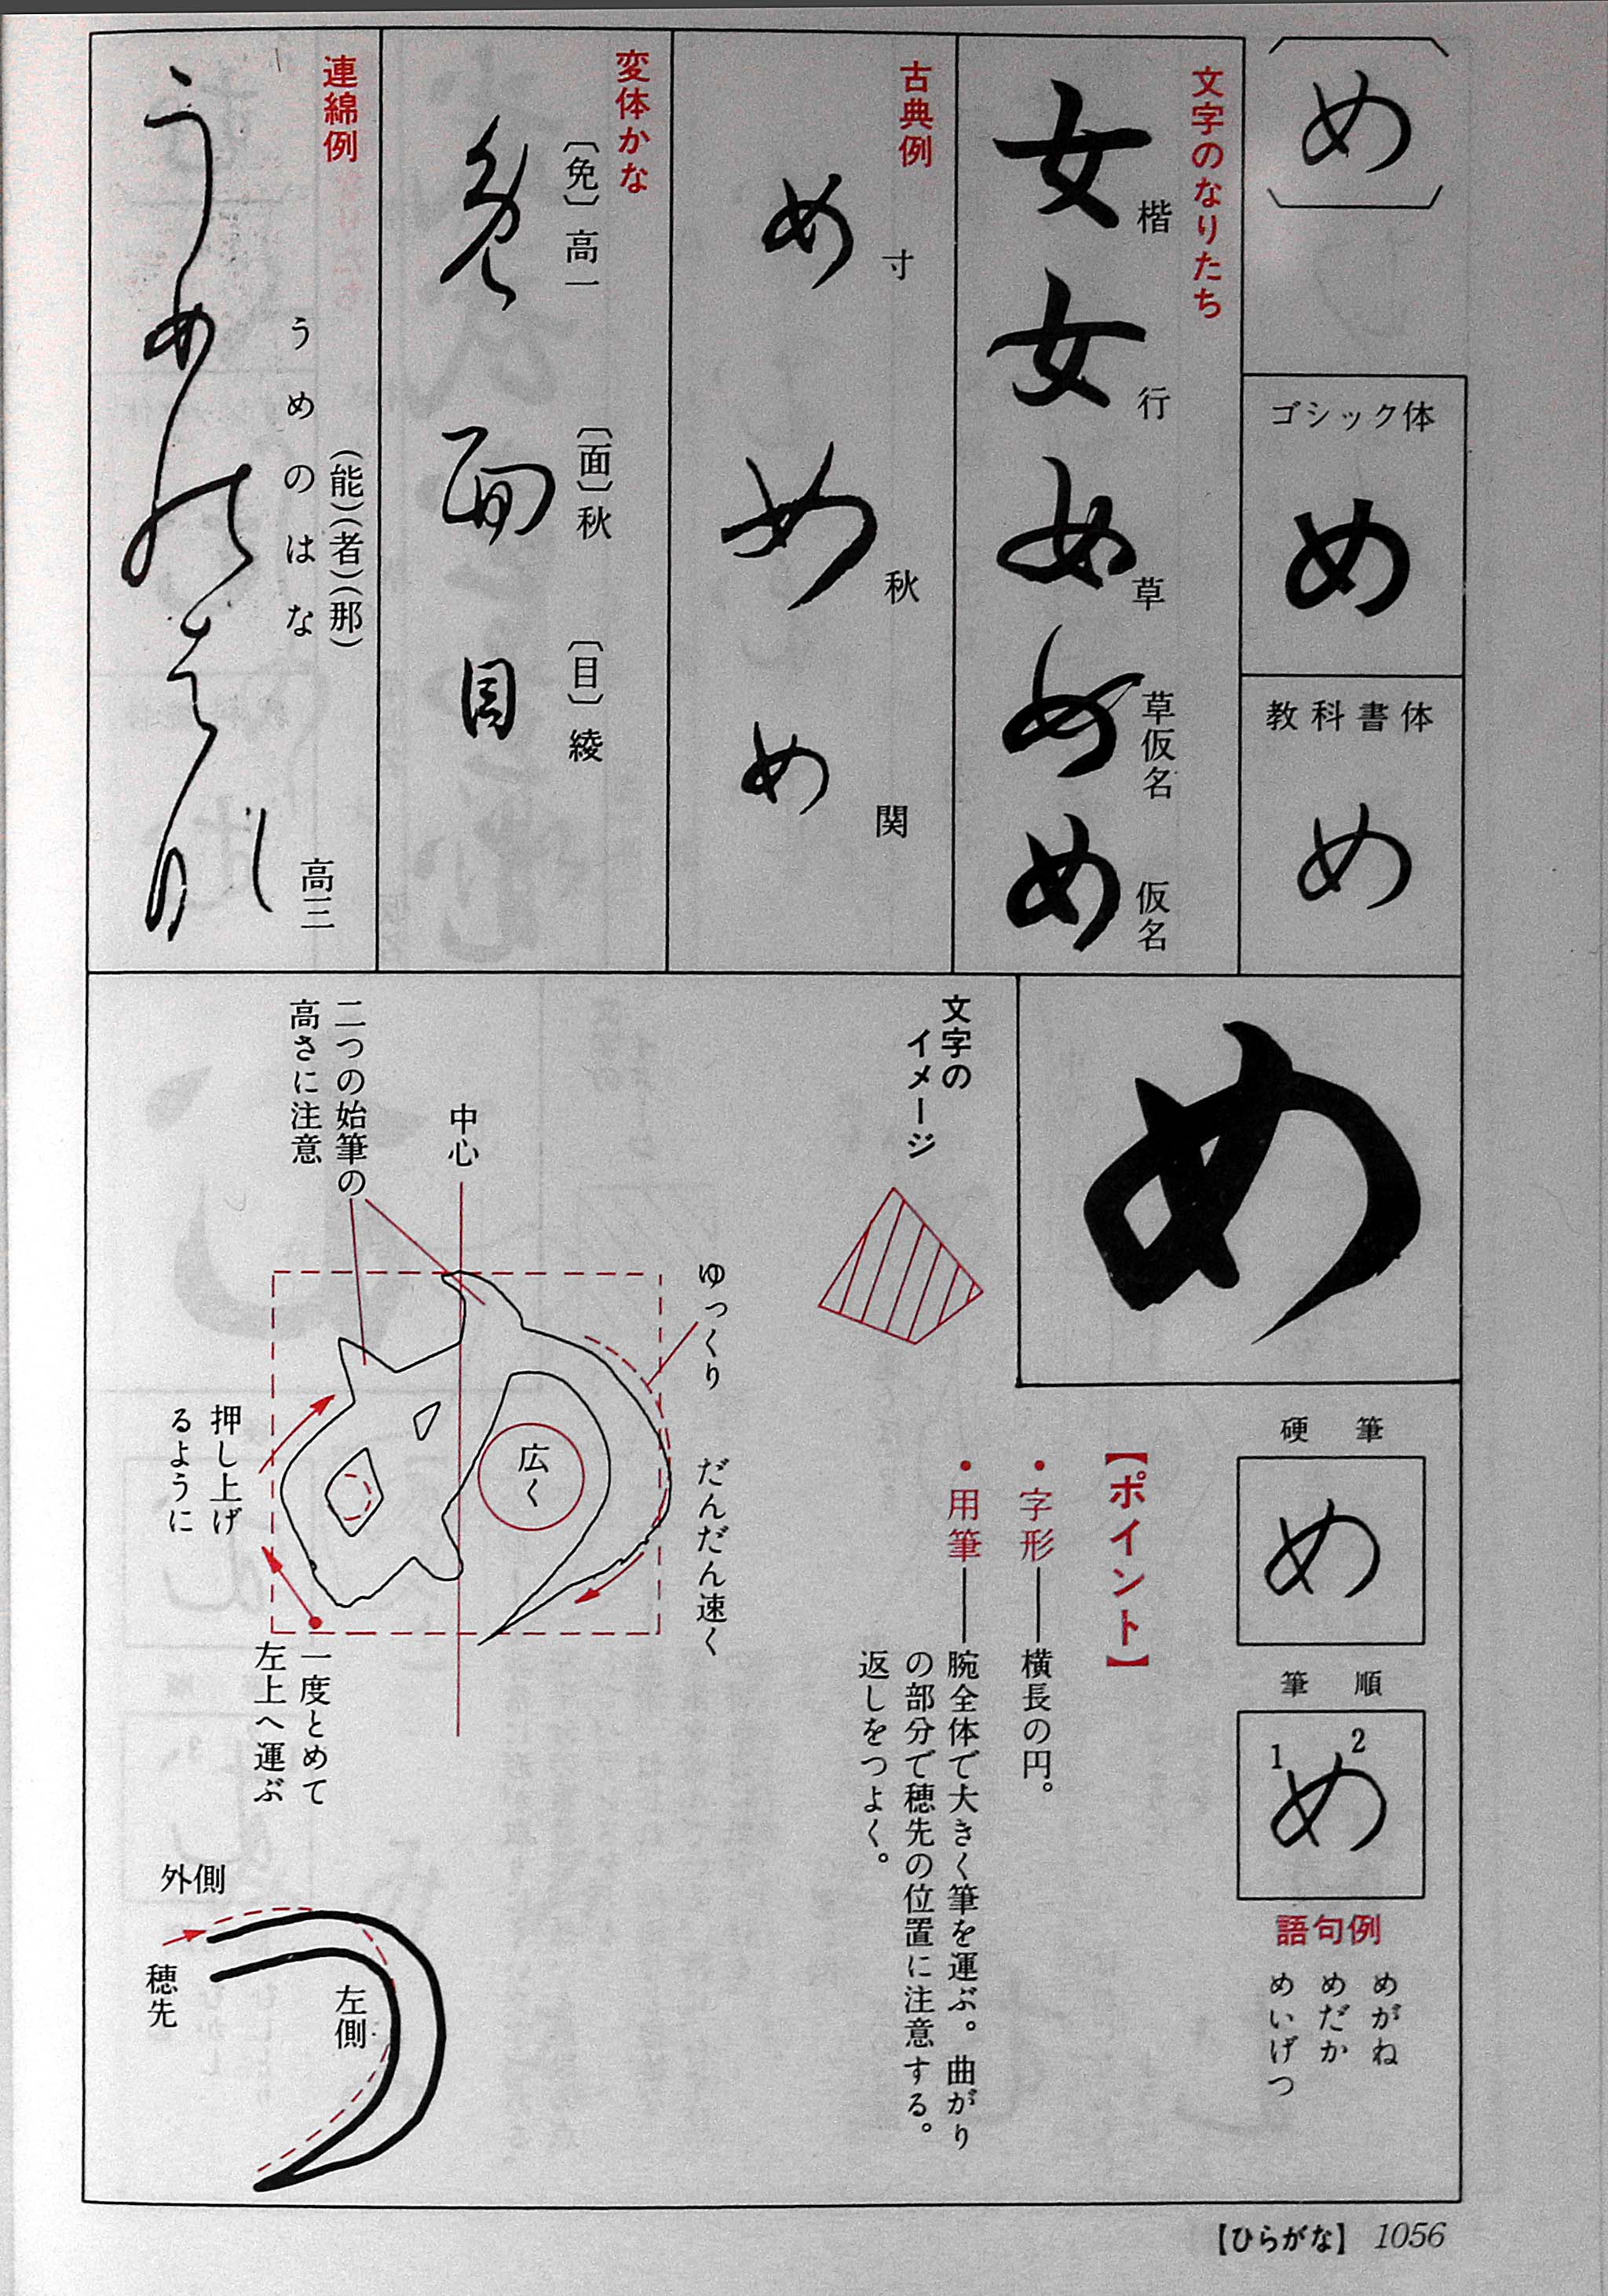 〔め〕
ゴシック体
め
教科書体
め
文字のなりたち
女 楷
女 行
女 草
め 草仮名
め 仮名
古典例
め 寸
め 秋
め 関
変体かな
〔免〕高一
免
〔面〕秋
面
〔目〕綾
目
連綿例
(能)(者)(那)
うめのはな
高三
め
硬筆
め
筆順
1 2
め
語句例
めがね
めだか
めいげつ
【ポイント】
・字形——横長の円。
・用筆——腕全体で大きく筆を運ぶ。曲がり
の部分で穂先の位置に注意する。
返しをつよく。
文字の
イメージ
ゆっくり
だんだん速く
中心
二つの始筆の
高さに注意
広く
押し上げ
るように
一度とめて
左上へ運ぶ
外側
穂先
左側
【ひらがな】 1056